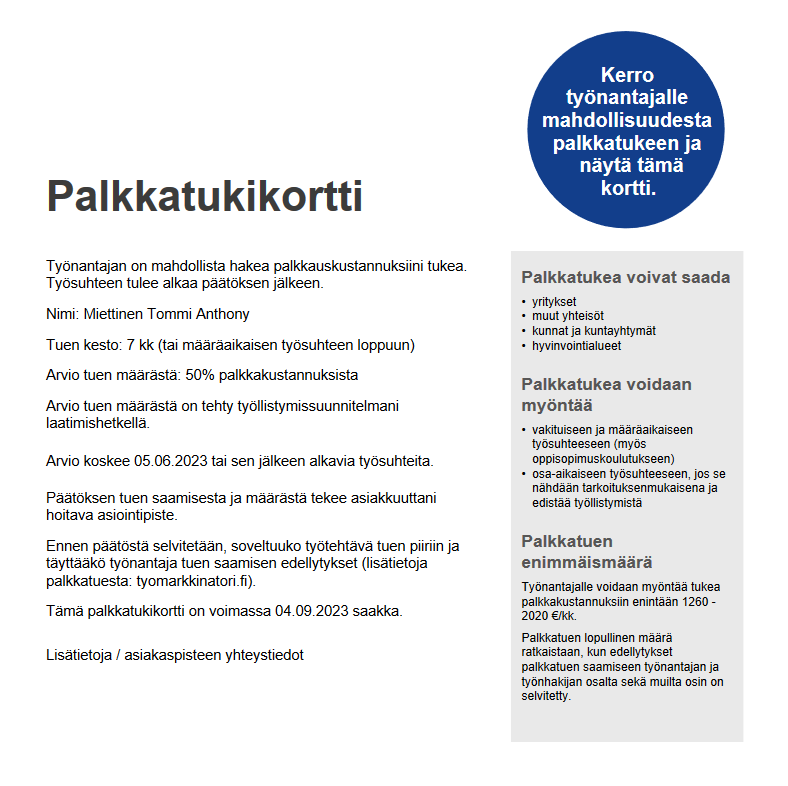 Kerro
työnantajalle
mahdollisuudesta
palkkatukeen ja
näytä tämä
kortti.
Palkkatukikortti
Työnantajan on mahdollista hakea palkkauskustannuksiini tukea.
Työsuhteen tulee alkaa päätöksen jälkeen.
Nimi: Miettinen Tommi Anthony
Tuen kesto: 7 kk (tai määräaikaisen työsuhteen loppuun)
Arvio tuen määrästä: 50% palkkakustannuksista
Arvio tuen määrästä on tehty työllistymissuunnitelmani
laatimishetkellä.
Arvio koskee 05.06.2023 tai sen jälkeen alkavia työsuhteita.
Päätöksen tuen saamisesta ja määrästä tekee asiakkuuttani
hoitava asiointipiste.
Ennen päätöstä selvitetään, soveltuuko työtehtävä tuen piiriin ja
täyttääkö työnantaja tuen saamisen edellytykset (lisätietoja
palkkatuesta: tyomarkkinatori.fi).
Tämä palkkatukikortti on voimassa 04.09.2023 saakka.
Lisätietoja / asiakaspisteen yhteystiedot
Palkkatukea voivat saada
• yritykset
• muut yhteisöt
• kunnat ja kuntayhtymät
• hyvinvointialueet
Palkkatukea voidaan
myöntää
• vakituiseen ja määräaikaiseen
työsuhteeseen (myös
oppisopimuskoulutukseen)
• osa-aikaiseen työsuhteeseen, jos se
nähdään tarkoituksenmukaisena ja
edistää työllistymistä
Palkkatuen
enimmäismäärä
Työnantajalle voidaan myöntää tukea
palkkakustannuksiin enintään 1260 -
2020 €/kk.
Palkkatuen lopullinen määrä
ratkaistaan, kun edellytykset
palkkatuen saamiseen työnantajan ja
työnhakijan osalta sekä muilta osin on
selvitetty.